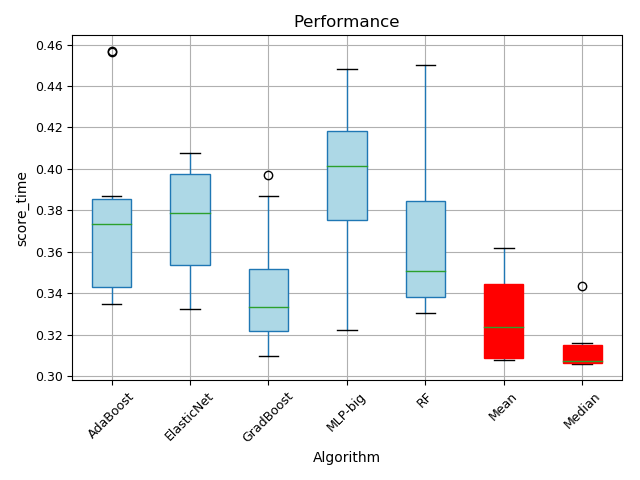 Performance
0.46
0.44
0.42
0.40
0.38
0.36
0.34
0.32
0.30
score_time
AdaBoost
ElasticNet
GradBoost
MLP-big
RF
Mean
Median
Algorithm